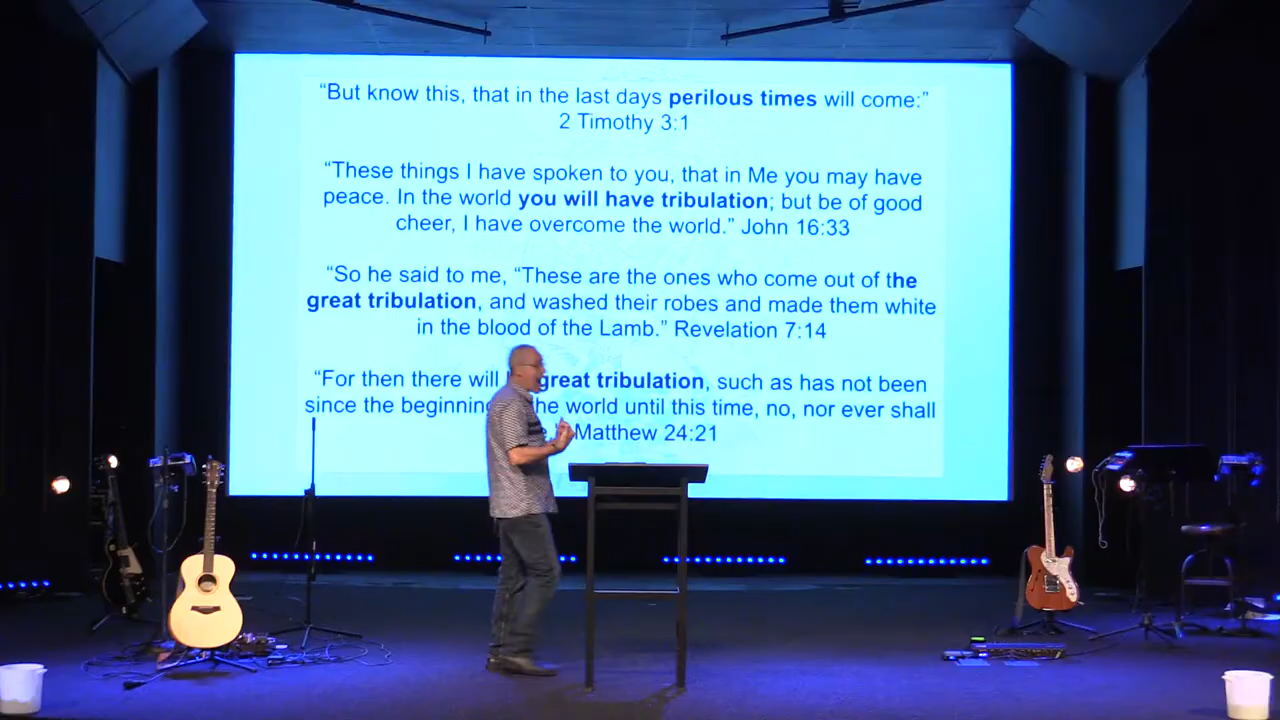 “But know this, that in the last days perilous times will come:”
2 Timothy 3:1
“These things I have spoken to you, that in Me you may have
peace. In the world you will have tribulation; but be of good
cheer, I have overcome the world.” John 16:33
“So he said to me, “These are the ones who come out of the
great tribulation, and washed their robes and made them white
in the blood of the Lamb.” Revelation 7:14
“For then there will great tribulation, such as has not been
since the beginning the world until this time, no, nor ever shall
Matthew 24:21